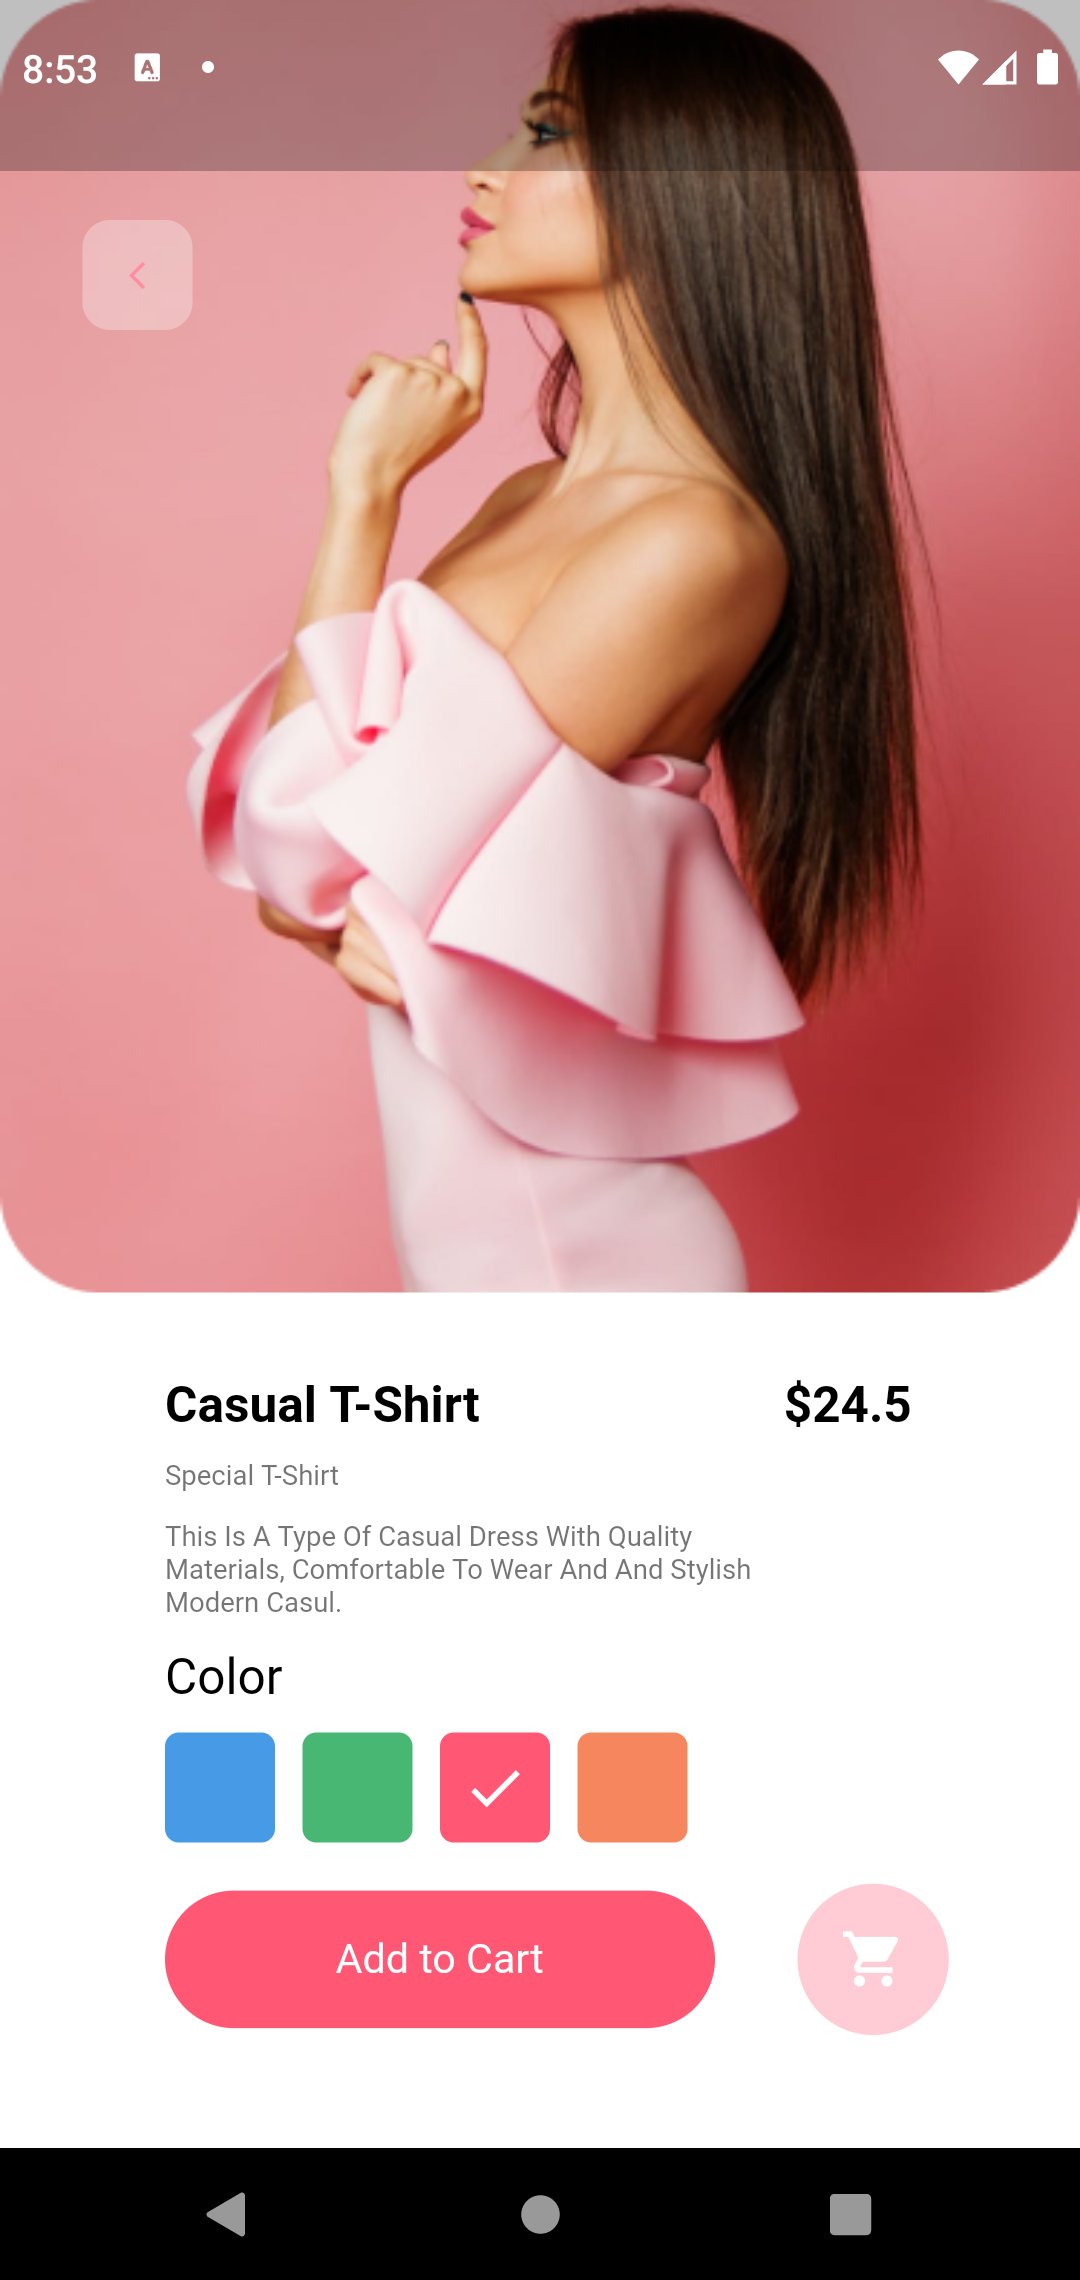 8:53
A
Casual T-Shirt
$24.5
Special T-Shirt
This Is A Type Of Casual Dress With Quality
Materials, Comfortable To Wear And And Stylish
Modern Casul.
Color
Add to Cart